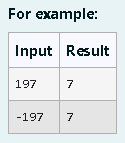 For example:
Input Result
197 7
-197 7